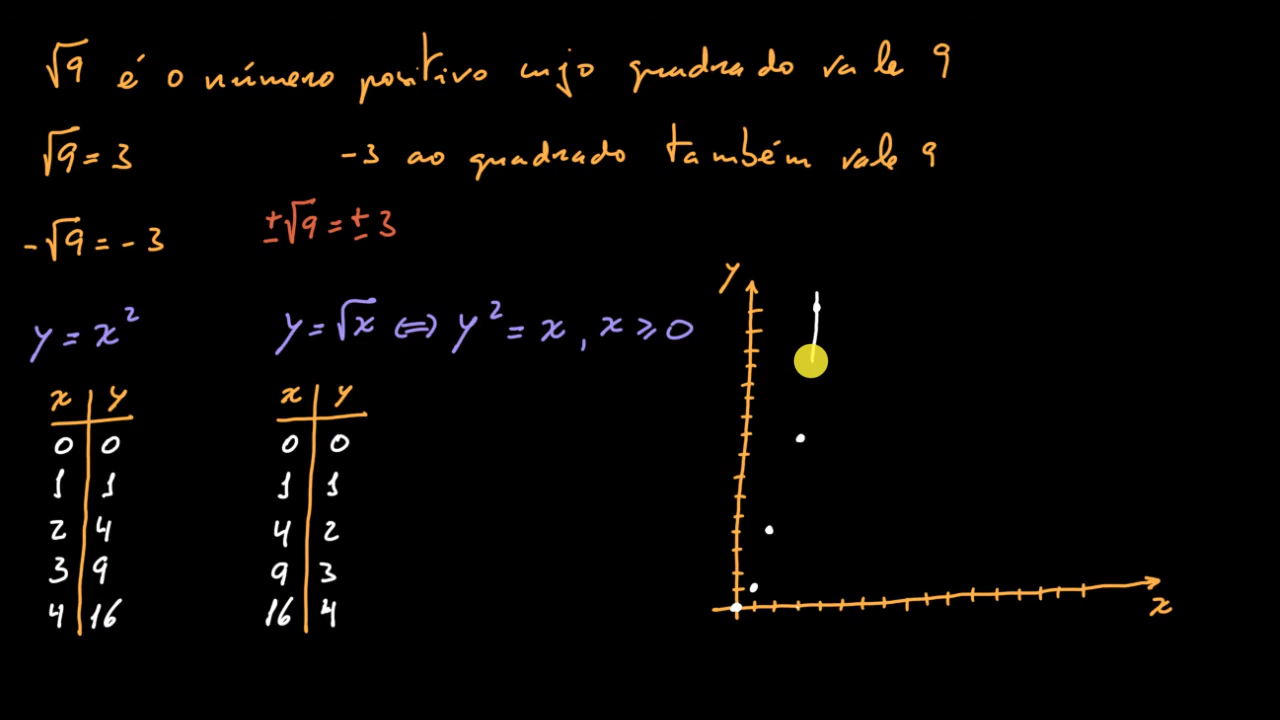 √9 é o número positivo cujo quadrado vale 9
√9 = 3 -3 ao quadrado também vale 9
-√9 = -3 ±√9 = ±3
y = x² y = √x ⇔ y² = x, x ⩾ 0
x y x y
0 0 0 0
1 1 1 1
2 4 4 2
3 9 9 3
4 16 16 4
y
x